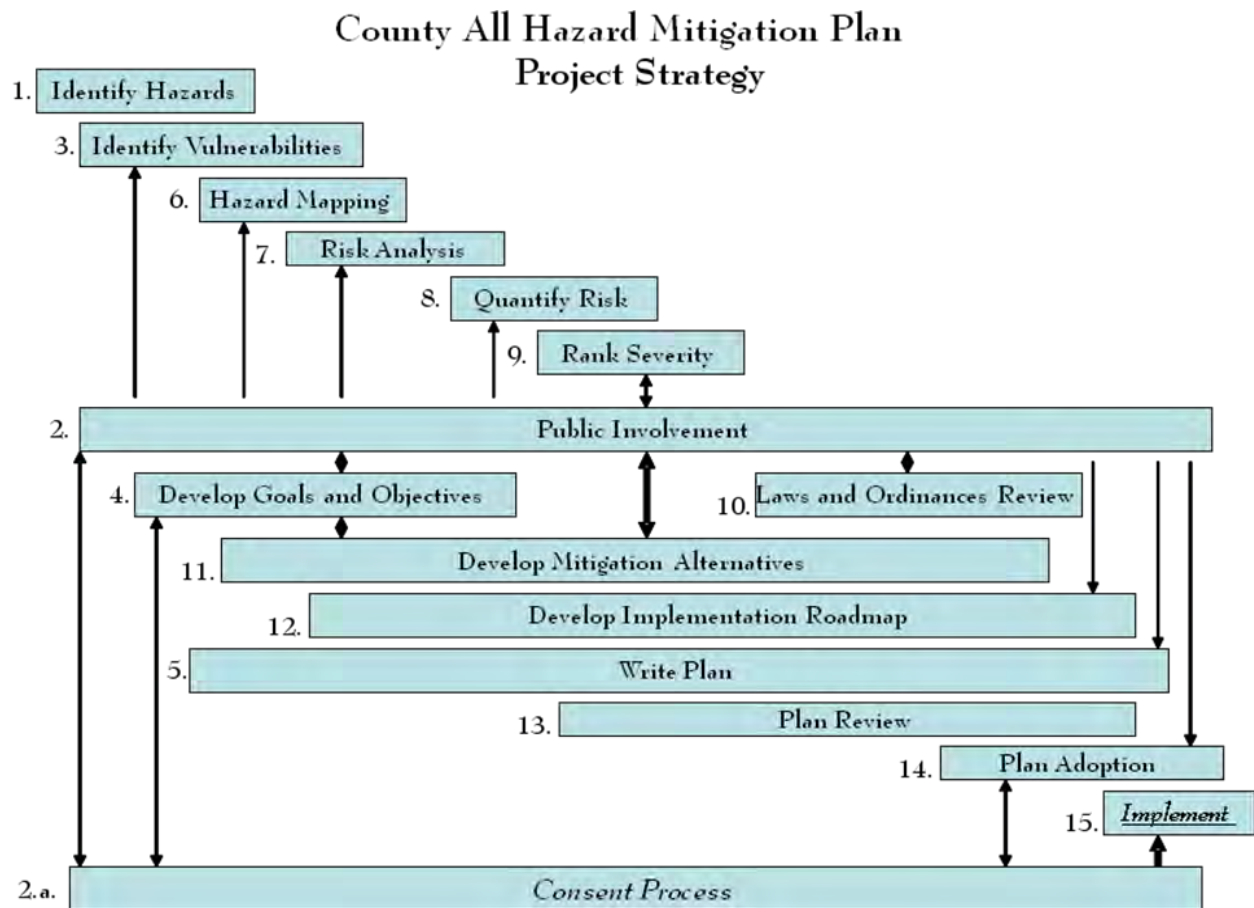 County All Hazard Mitigation Plan
Project Strategy
1. Identify Hazards
3. Identify Vulnerabilities
6. Hazard Mapping
7. Risk Analysis
8. Quantify Risk
9. Rank Severity
2. Public Involvement
4. Develop Goals and Objectives
10. Laws and Ordinances Review
11. Develop Mitigation Alternatives
12. Develop Implementation Roadmap
5. Write Plan
13. Plan Review
14. Plan Adoption
15. Implement
2.a. Consent Process